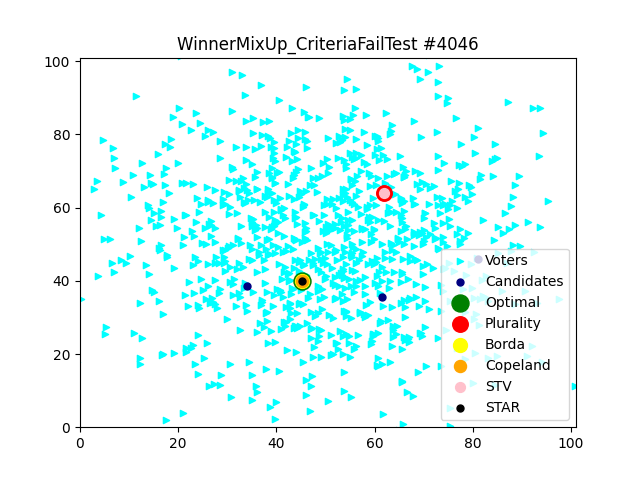 WinnerMixUp_CriteriaFailTest #4046
100
80
60
40
20
0
0 20 40 60 80 100
Voters
Candidates
Optimal
Plurality
Borda
Copeland
STV
STAR